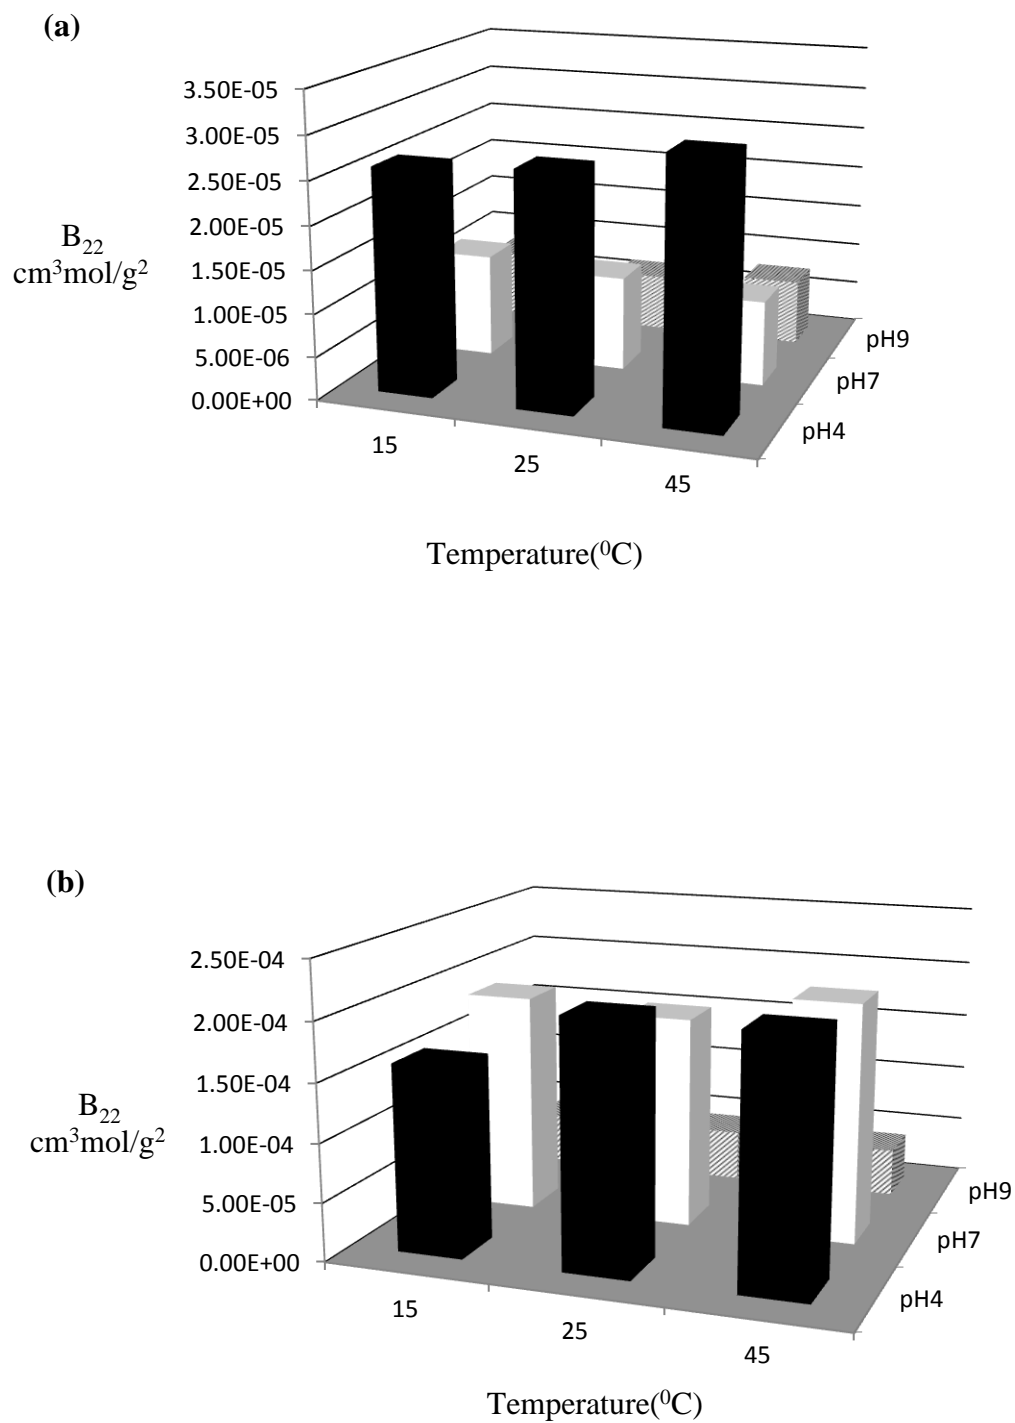 (a)
3.50E-05
3.00E-05
2.50E-05
2.00E-05
1.50E-05
1.00E-05
5.00E-06
0.00E+00
B₂₂
cm³mol/g²
pH9
pH7
pH4
15
25
45
Temperature(⁰C)
(b)
2.50E-04
2.00E-04
1.50E-04
1.00E-04
5.00E-05
0.00E+00
B₂₂
cm³mol/g²
pH9
pH7
pH4
15
25
45
Temperature(⁰C)